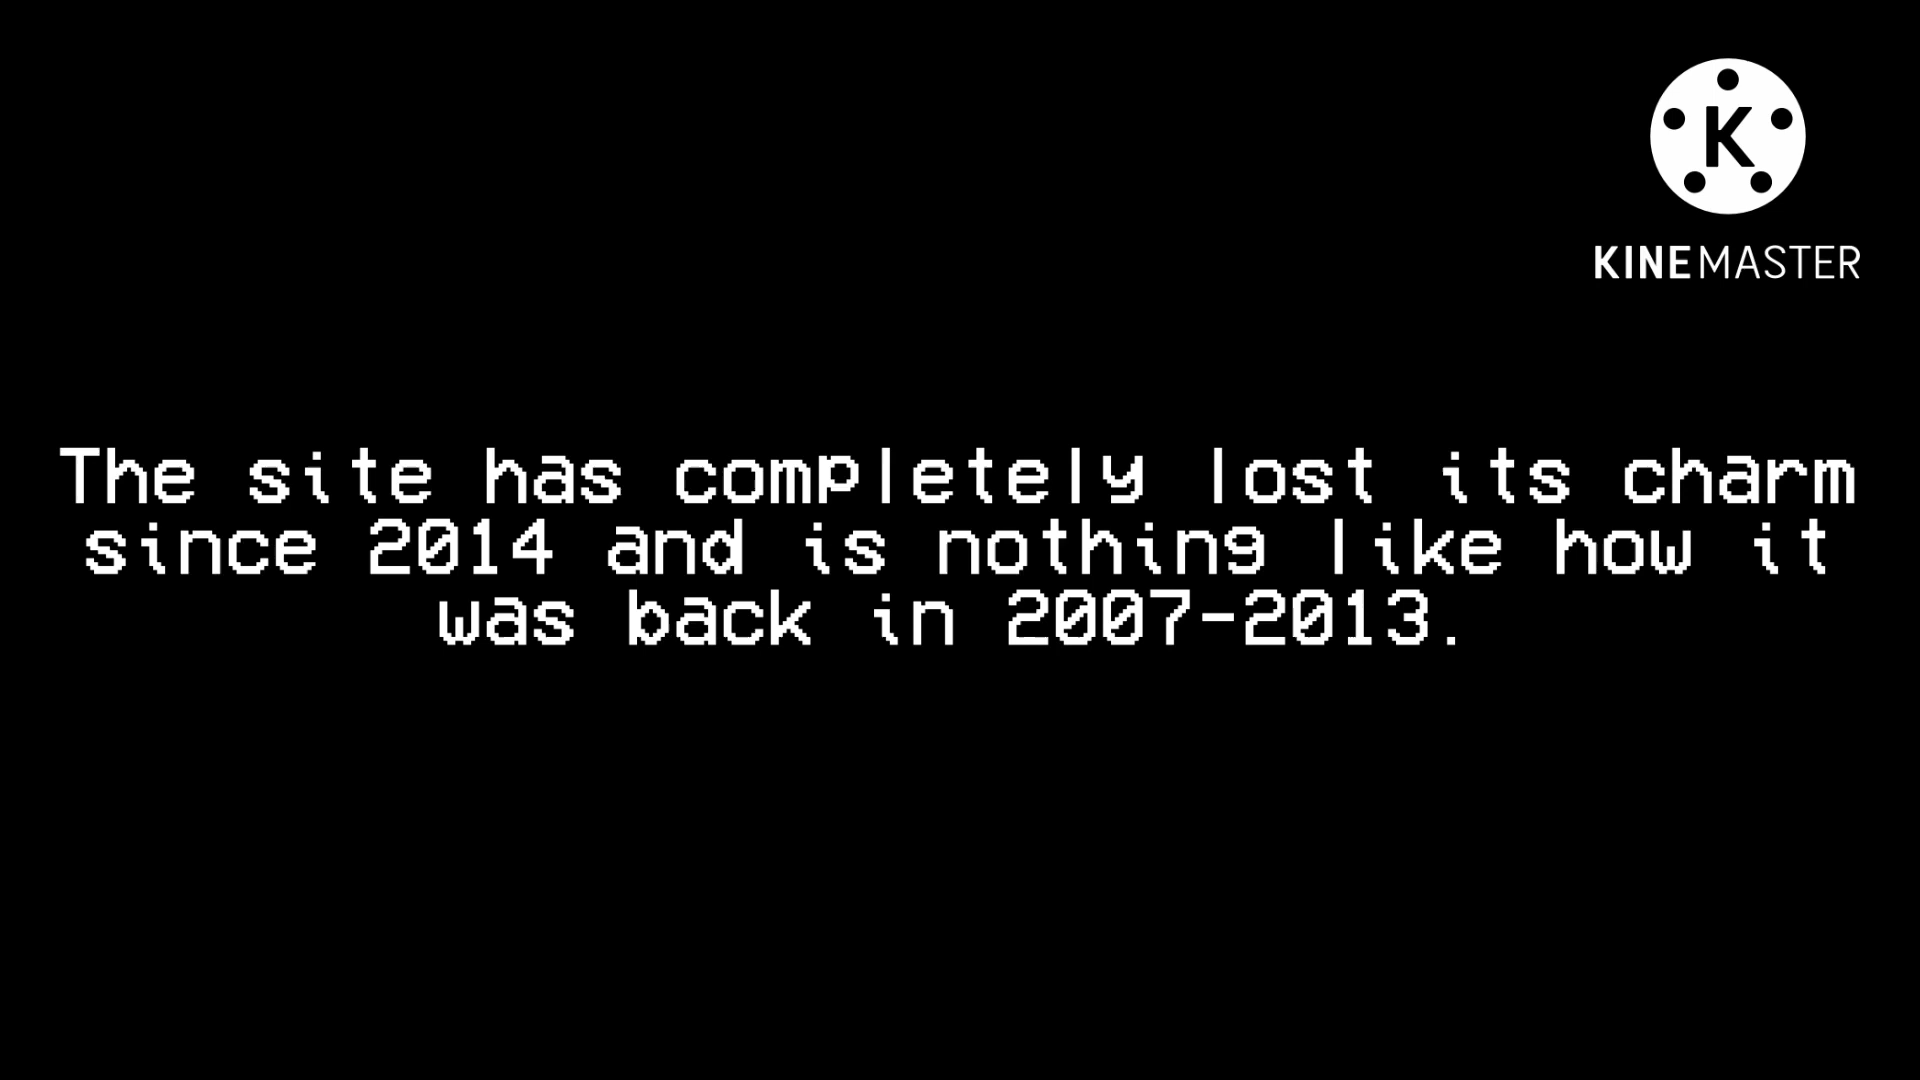 K
KINEMASTER
The site has completely lost its charm
since 2014 and is nothing like how it
was back in 2007-2013.